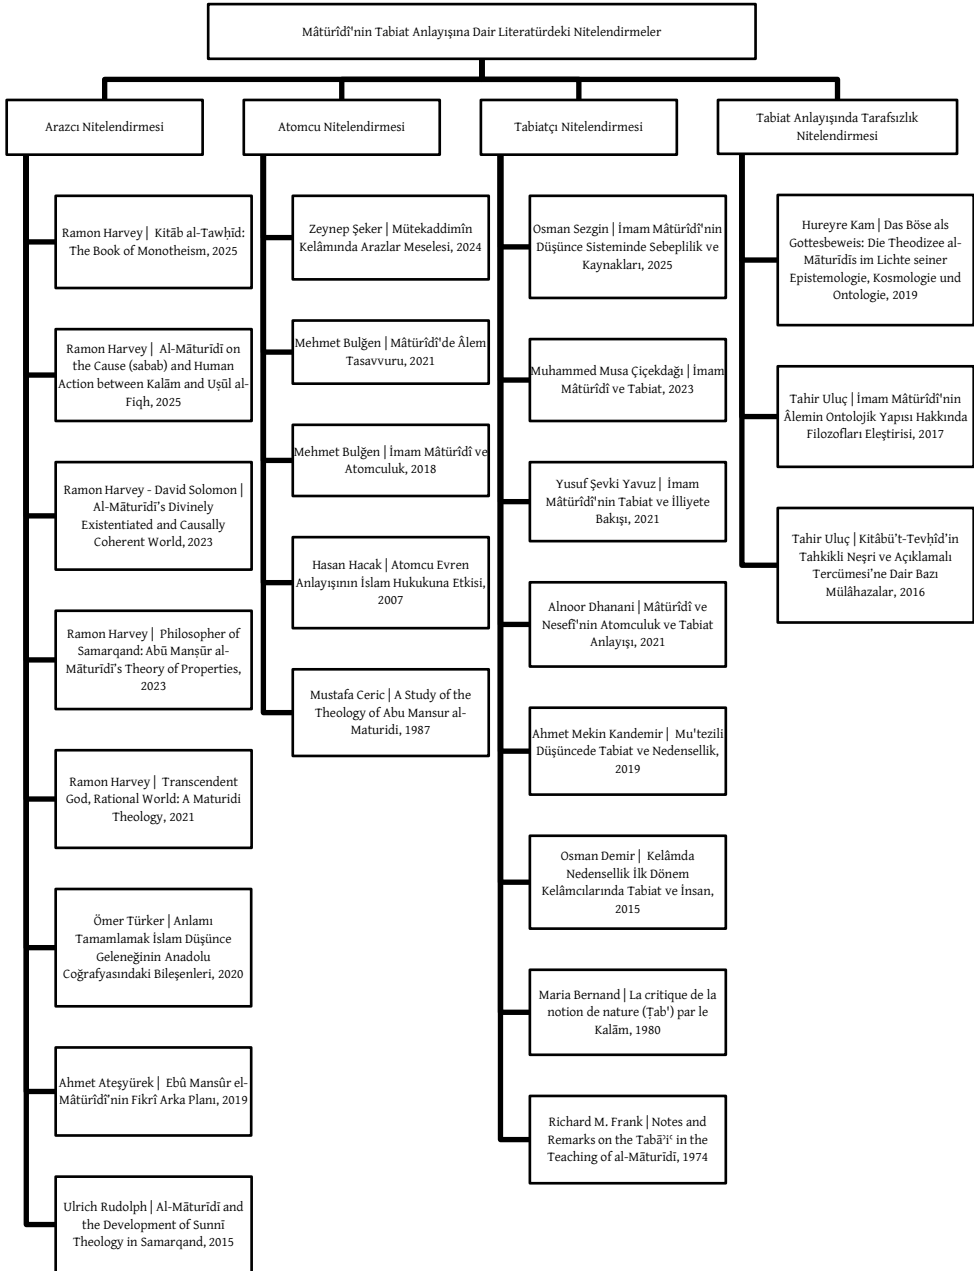 Mâtürîdî'nin Tabiat Anlayışına Dair Literatürdeki Nitelendirmeler
Arazcı Nitelendirmesi
Ramon Harvey | Kitāb al-Tawḥīd:
The Book of Monotheism, 2025
Ramon Harvey | Al-Māturīdī on
the Cause (sabab) and Human
Action between Kalām and Uṣūl al-
Fiqh, 2025
Ramon Harvey - David Solomon |
Al-Māturīdī's Divinely
Existentiated and Causally
Coherent World, 2023
Ramon Harvey | Philosopher of
Samarqand: Abū Manṣūr al-
Māturīdī's Theory of Properties,
2023
Ramon Harvey | Transcendent
God, Rational World: A Maturidi
Theology, 2021
Ömer Türker | Anlamı
Tamamlamak İslam Düşünce
Geleneğinin Anadolu
Coğrafyasındaki Bileşenleri, 2020
Ahmet Ateşyürek | Ebû Mansûr el-
Mâtürîdî'nin Fikrî Arka Planı, 2019
Ulrich Rudolph | Al-Māturīdī and
the Development of Sunnī
Theology in Samarqand, 2015
Atomcu Nitelendirmesi
Zeynep Şeker | Mütekaddimîn
Kelâmında Arazlar Meselesi, 2024
Mehmet Bulğen | Mâtürîdî'de Âlem
Tasavvuru, 2021
Mehmet Bulğen | İmam Mâtürîdî ve
Atomculuk, 2018
Hasan Hacak | Atomcu Evren
Anlayışının İslam Hukukuna Etkisi,
2007
Mustafa Ceric | A Study of the
Theology of Abu Mansur al-
Maturidi, 1987
Tabiatçı Nitelendirmesi
Osman Sezgin | İmam Mâtürîdî'nin
Düşünce Sisteminde Sebeplilik ve
Kaynakları, 2025
Muhammed Musa Çiçekdağı | İmam
Mâtürîdî ve Tabiat, 2023
Yusuf Şevki Yavuz | İmam
Mâtürîdî'nin Tabiat ve İlliyete
Bakışı, 2021
Alnoor Dhanani | Mâtürîdî ve
Nesefî'nin Atomculuk ve Tabiat
Anlayışı, 2021
Ahmet Mekin Kandemir | Mu'tezili
Düşüncede Tabiat ve Nedensellik,
2019
Osman Demir | Kelâmda
Nedensellik İlk Dönem
Kelâmcılarında Tabiat ve İnsan,
2015
Maria Bernand | La critique de la
notion de nature (Ṭab') par le
Kalām, 1980
Richard M. Frank | Notes and
Remarks on the Tabāʾiʿ in the
Teaching of al-Māturīdī, 1974
Tabiat Anlayışında Tarafsızlık
Nitelendirmesi
Hureyre Kam | Das Böse als
Gottesbeweis: Die Theodizee al-
Māturīdīs im Lichte seiner
Epistemologie, Kosmologie und
Ontologie, 2019
Tahir Uluç | İmam Mâtürîdî'nin
Âlemin Ontolojik Yapısı Hakkında
Filozofları Eleştirisi, 2017
Tahir Uluç | Kitâbü't-Tevḥîd'in
Tahkikli Neşri ve Açıklamalı
Tercümesi'ne Dair Bazı
Mülâhazalar, 2016